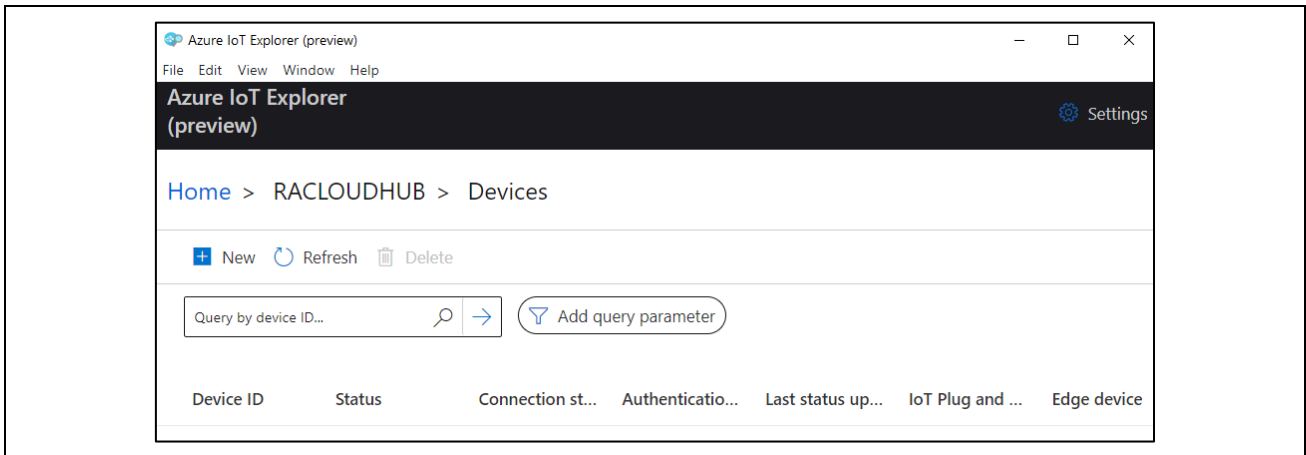 Azure IoT Explorer (preview)
File Edit View Window Help
Azure IoT Explorer
(preview)
Settings
Home > RACLOUDHUB > Devices
New Refresh Delete
Query by device ID...
Add query parameter
Device ID Status Connection st... Authenticatio... Last status up... IoT Plug and ... Edge device